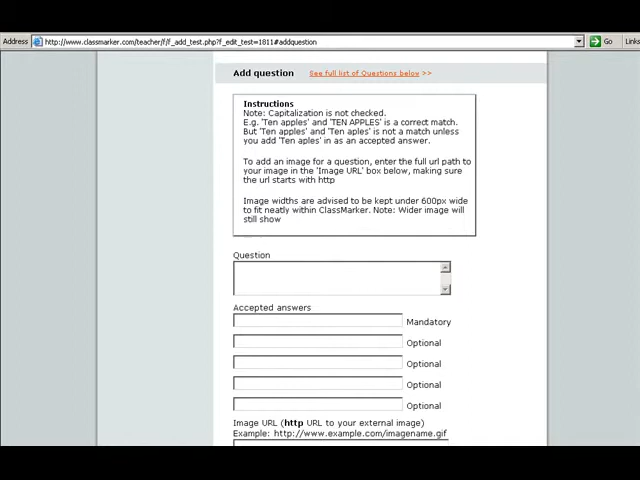 Address http://www.classmarker.com/teacher/f/f_add_test.php?f_edit_test=1811#addquestion Go Links
Add question See full list of Questions below >>
Instructions
Note: Capitalization is not checked.
E.g. 'Ten apples' and 'TEN APPLES' is a correct match.
But 'Ten apples' and 'Ten aples' is not a match unless
you add 'Ten aples' in as an accepted answer.
To add an image for a question, enter the full url path to
your image in the 'Image URL' box below, making sure
the url starts with http
Image widths are advised to be kept under 600px wide
to fit neatly within ClassMarker. Note: Wider image will
still show
Question
Accepted answers
Mandatory
Optional
Optional
Optional
Optional
Image URL (http URL to your external image)
Example: http://www.example.com/imagename.gif